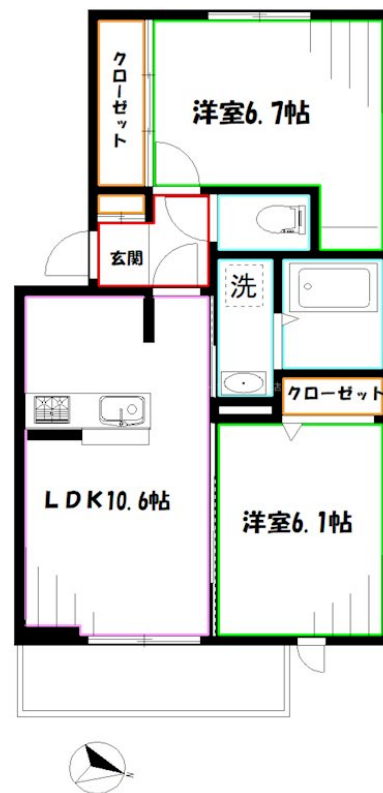 クローゼット
洋室6.7帖
玄関
洗
クローゼット
LDK10.6帖
洋室6.1帖
N